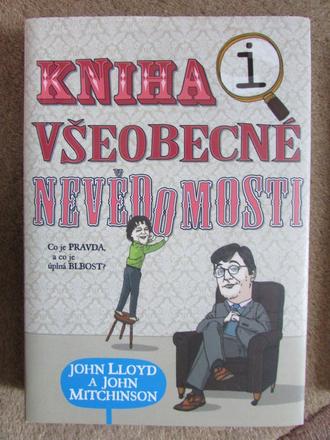 KNIHA
i
VŠEOBECNÉ
NEVĚDOMOSTI
Co je PRAVDA,
a co je
úplná BLBOST?
JOHN LLOYD
A JOHN
MITCHINSON